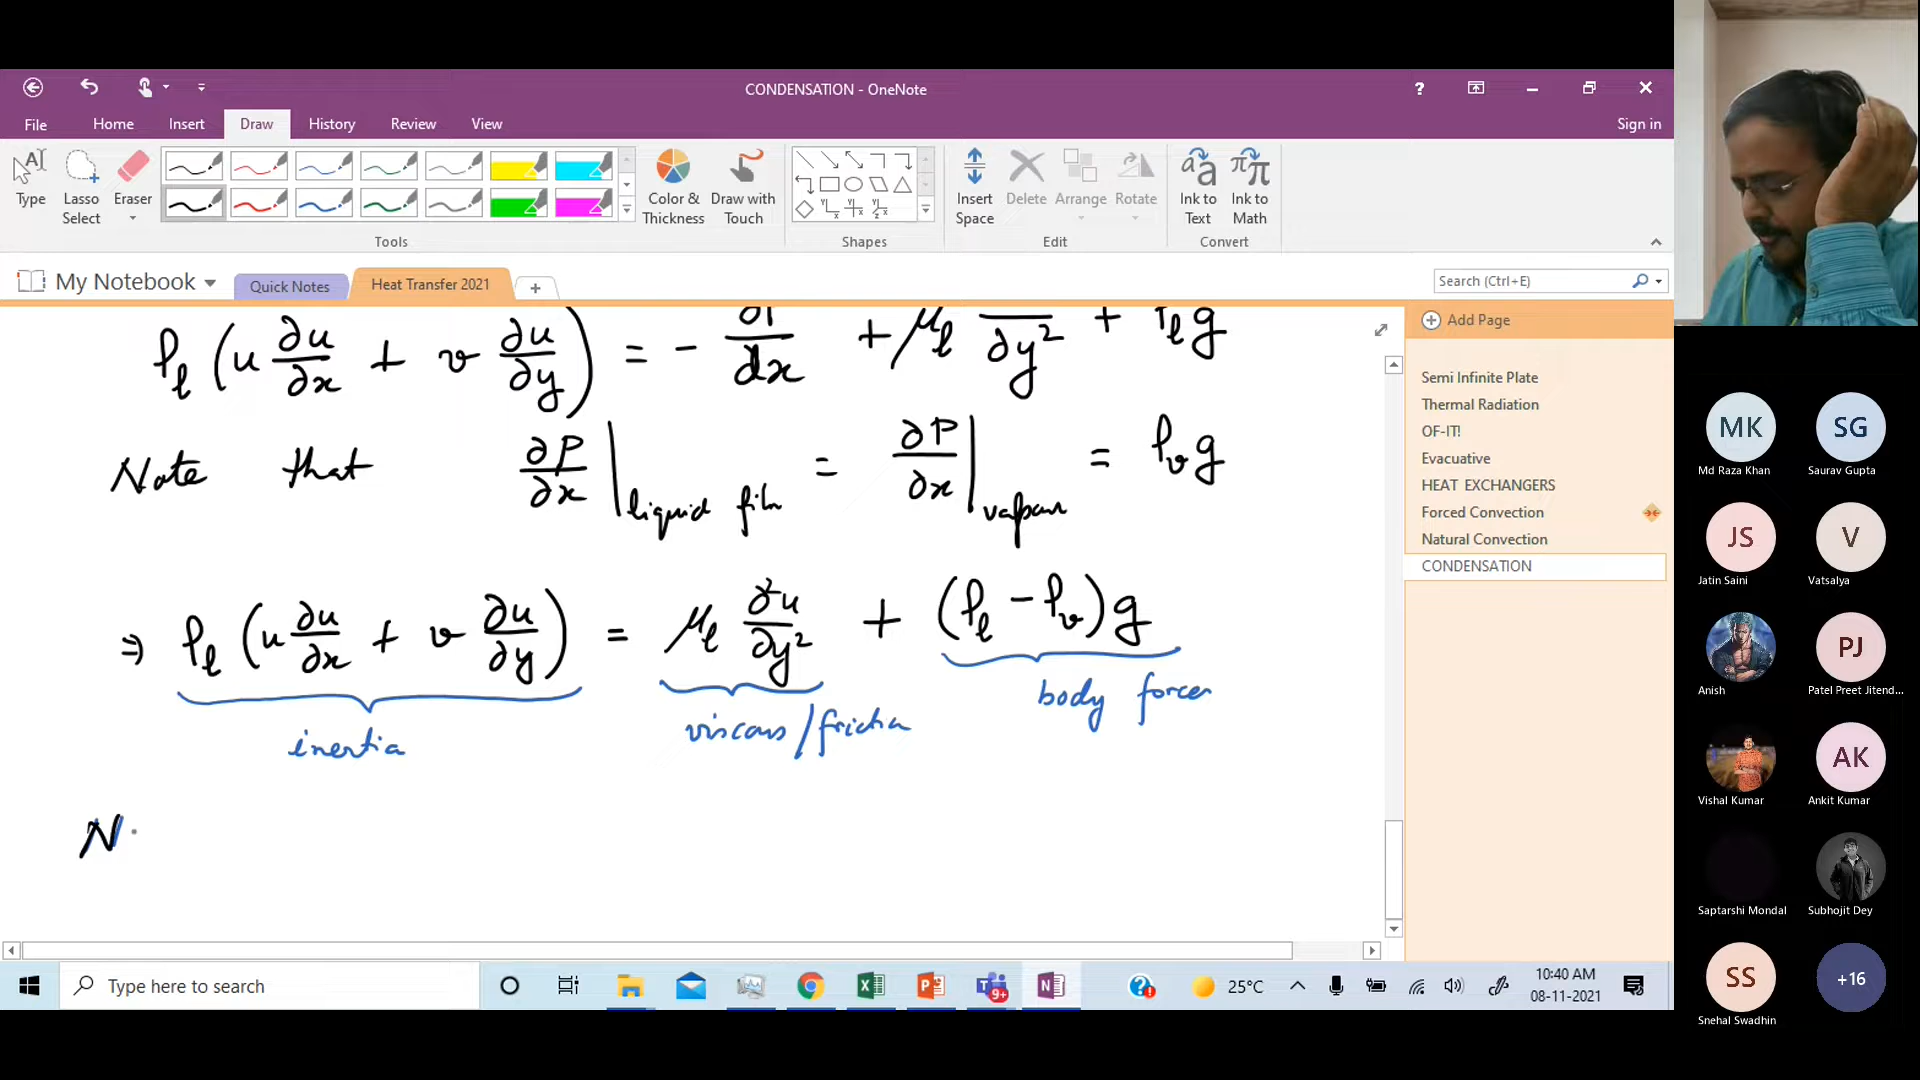 CONDENSATION - OneNote
?
File Home Insert Draw History Review View
Sign in
Type
Lasso Select
Eraser
Color & Thickness
Draw with Touch
Insert Space
Delete
Arrange
Rotate
Ink to Text
Ink to Math
Tools
Shapes
Edit
Convert
My Notebook
Quick Notes
Heat Transfer 2021
Search (Ctrl+E)
ρℓ (u ∂u/∂x + v ∂u/∂y) = - ∂P/dx + μℓ /∂y² + ρℓ g
Note that ∂P/∂x | liquid film = ∂P/∂x | vapour = ρv g
⇒ ρℓ (u ∂u/∂x + v ∂u/∂y) = μℓ ∂²u/∂y² + (ρℓ - ρv) g
inertia
viscous / friction
body forces
N
Add Page
Semi Infinite Plate
Thermal Radiation
OF-IT!
Evacuative
HEAT EXCHANGERS
Forced Convection
Natural Convection
CONDENSATION
MK
Md Raza Khan
SG
Saurav Gupta
JS
Jatin Saini
V
Vatsalya
Anish
PJ
Patel Preet Jitend...
Vishal Kumar
AK
Ankit Kumar
Saptarshi Mondal
Subhojit Dey
SS
Snehal Swadhin
+16
Type here to search
9+
25°C
10:40 AM
08-11-2021